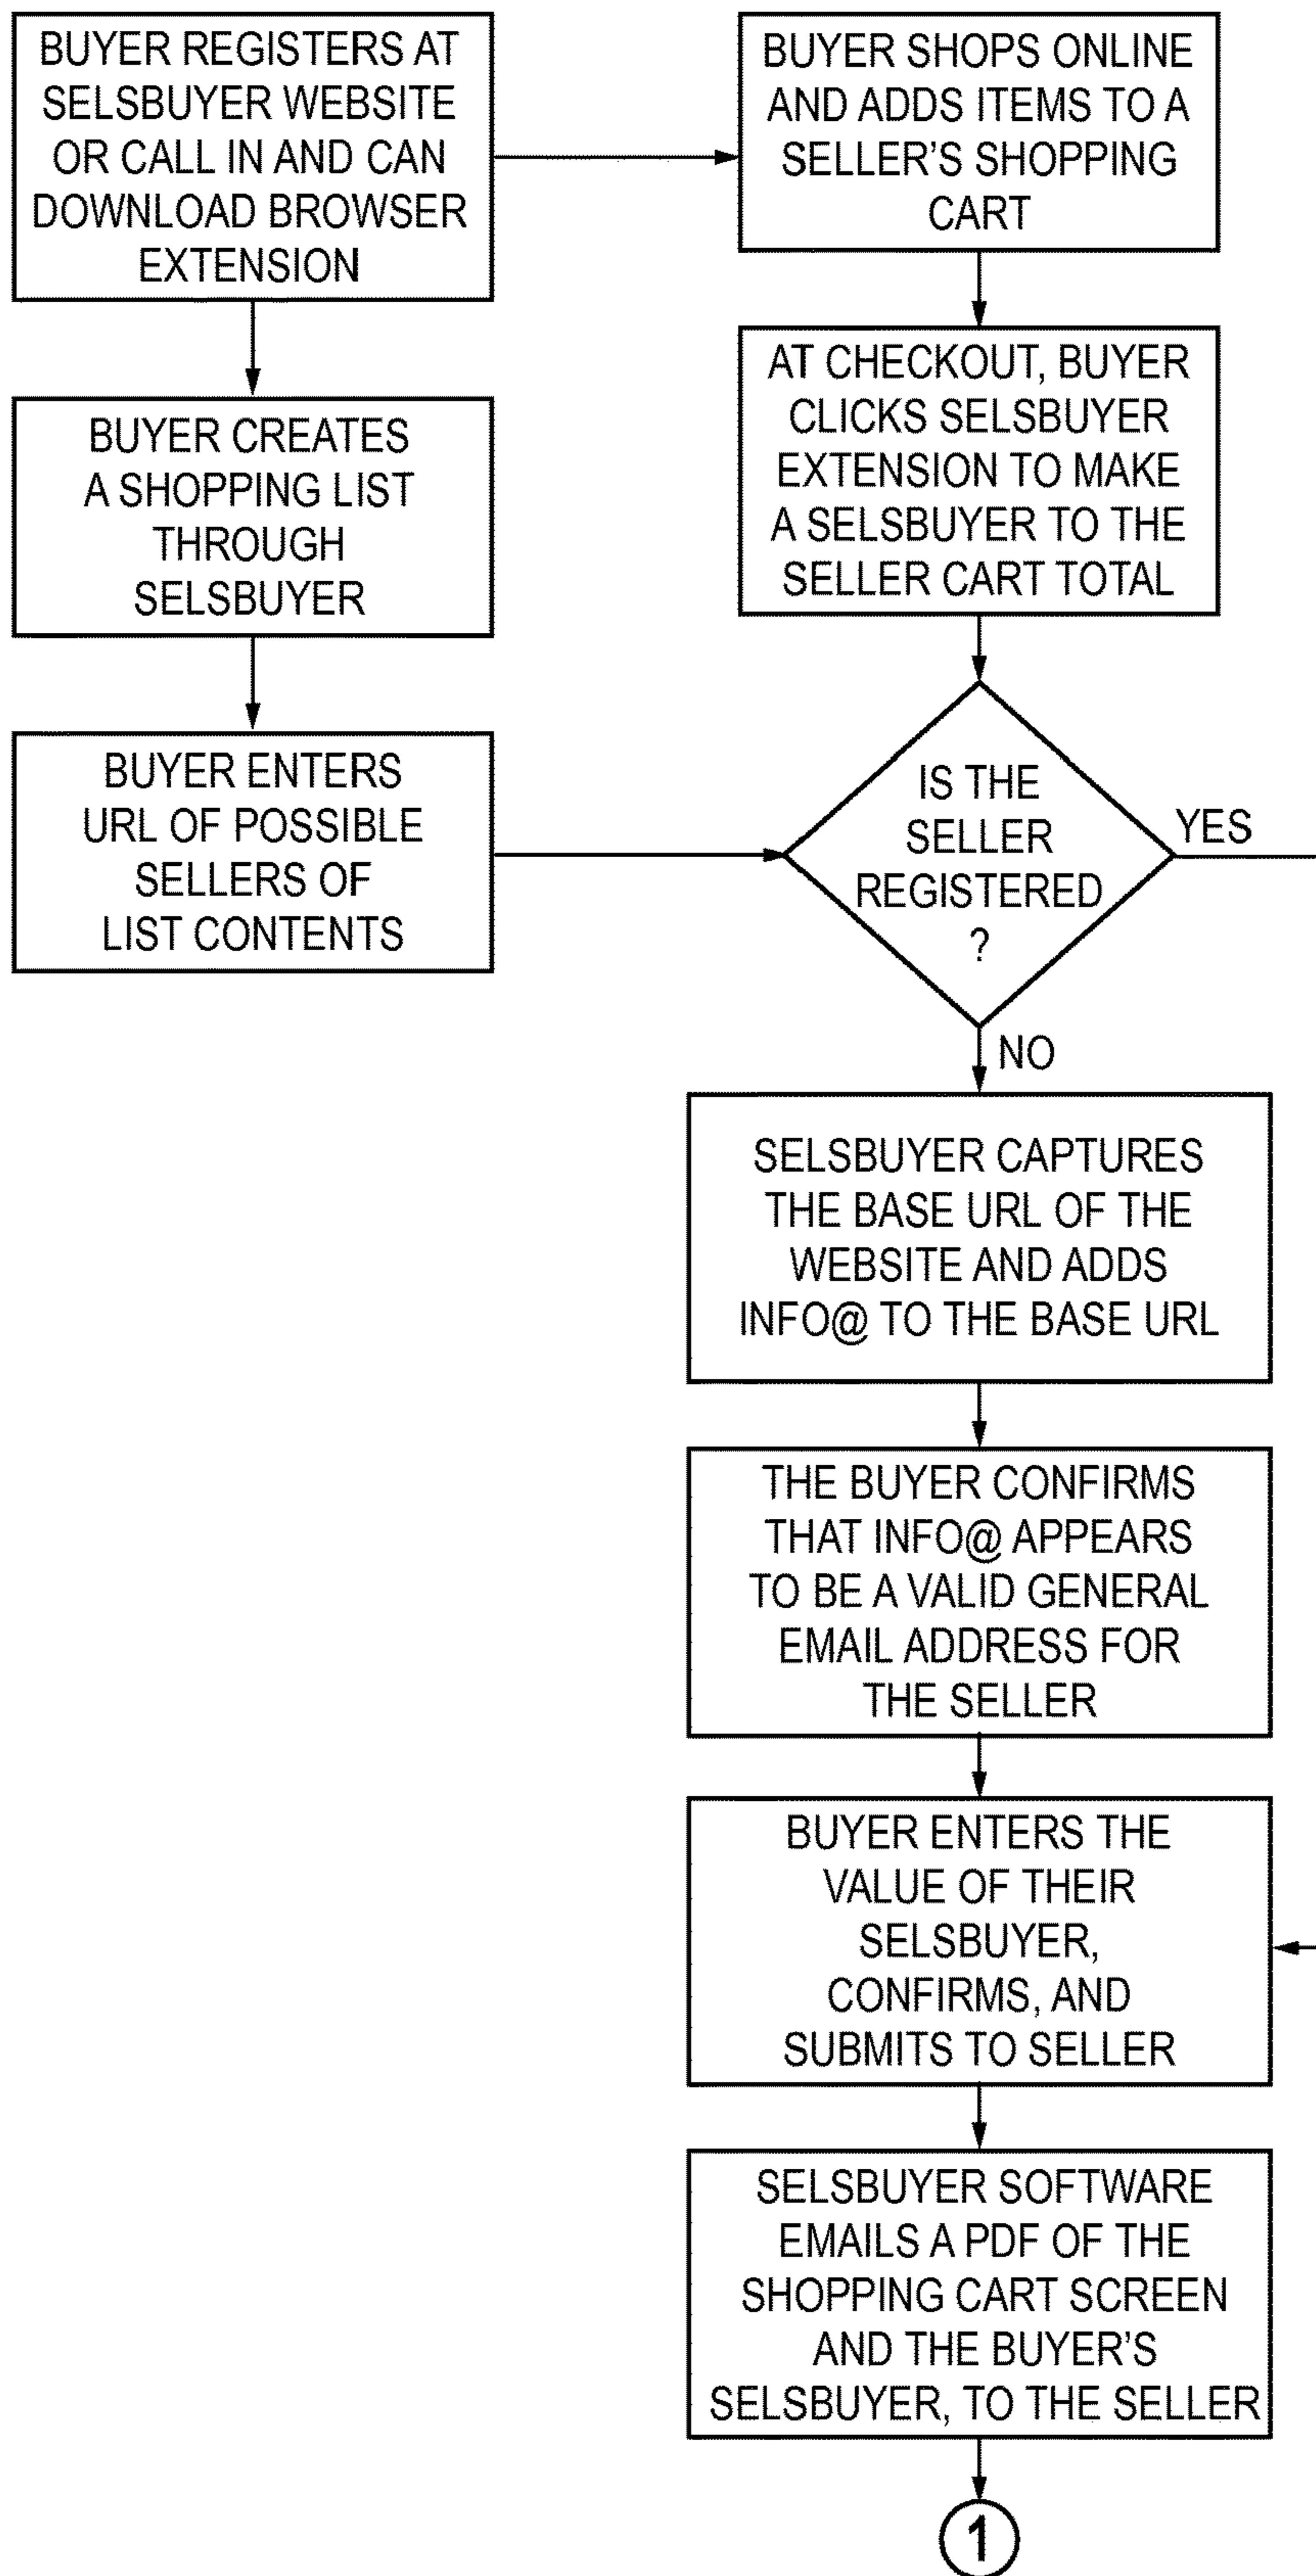 BUYER REGISTERS AT
SELSBUYER WEBSITE
OR CALL IN AND CAN
DOWNLOAD BROWSER
EXTENSION
BUYER SHOPS ONLINE
AND ADDS ITEMS TO A
SELLER'S SHOPPING
CART
BUYER CREATES
A SHOPPING LIST
THROUGH
SELSBUYER
AT CHECKOUT, BUYER
CLICKS SELSBUYER
EXTENSION TO MAKE
A SELSBUYER TO THE
SELLER CART TOTAL
BUYER ENTERS
URL OF POSSIBLE
SELLERS OF
LIST CONTENTS
IS THE
SELLER
REGISTERED
?
YES
NO
SELSBUYER CAPTURES
THE BASE URL OF THE
WEBSITE AND ADDS
INFO@ TO THE BASE URL
THE BUYER CONFIRMS
THAT INFO@ APPEARS
TO BE A VALID GENERAL
EMAIL ADDRESS FOR
THE SELLER
BUYER ENTERS THE
VALUE OF THEIR
SELSBUYER,
CONFIRMS, AND
SUBMITS TO SELLER
SELSBUYER SOFTWARE
EMAILS A PDF OF THE
SHOPPING CART SCREEN
AND THE BUYER'S
SELSBUYER, TO THE SELLER
1